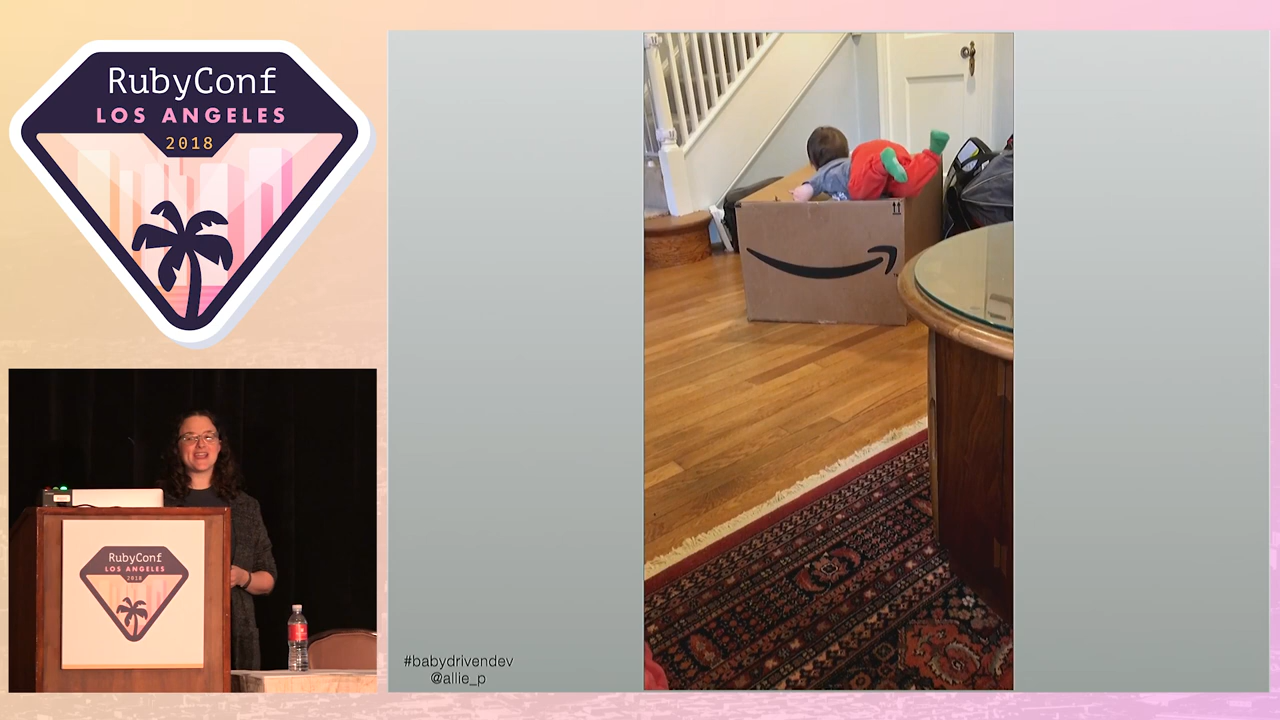 RubyConf
LOS ANGELES
2018
RubyConf
LOS ANGELES
2018
#babydrivendev
@allie_p